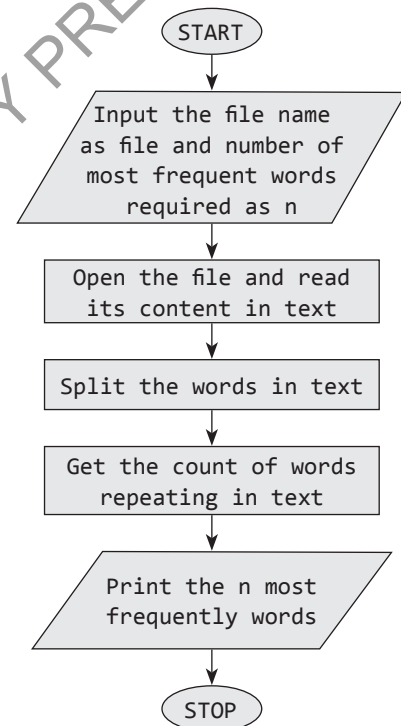 Y PRE
START
Input the file name
as file and number of
most frequent words
required as n
Open the file and read
its content in text
Split the words in text
Get the count of words
repeating in text
Print the n most
frequently words
STOP